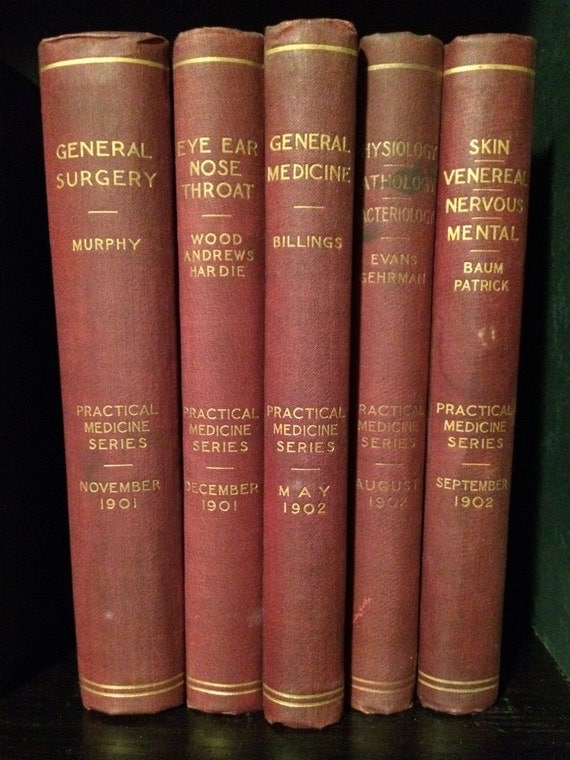 GENERAL
SURGERY
MURPHY
PRACTICAL
MEDICINE
SERIES
NOVEMBER
1901
EYE EAR
NOSE
THROAT
WOOD
ANDREWS
HARDIE
PRACTICAL
MEDICINE
SERIES
DECEMBER
1901
GENERAL
MEDICINE
BILLINGS
PRACTICAL
MEDICINE
SERIES
MAY
1902
HYSIOLOGY
ATHOLOGY
ACTERIOLOGY
EVANS
GEHRMAN
PRACTICAL
MEDICINE
SERIES
AUGUST
1902
SKIN
VENEREAL
NERVOUS
MENTAL
BAUM
PATRICK
PRACTICAL
MEDICINE
SERIES
SEPTEMBER
1902